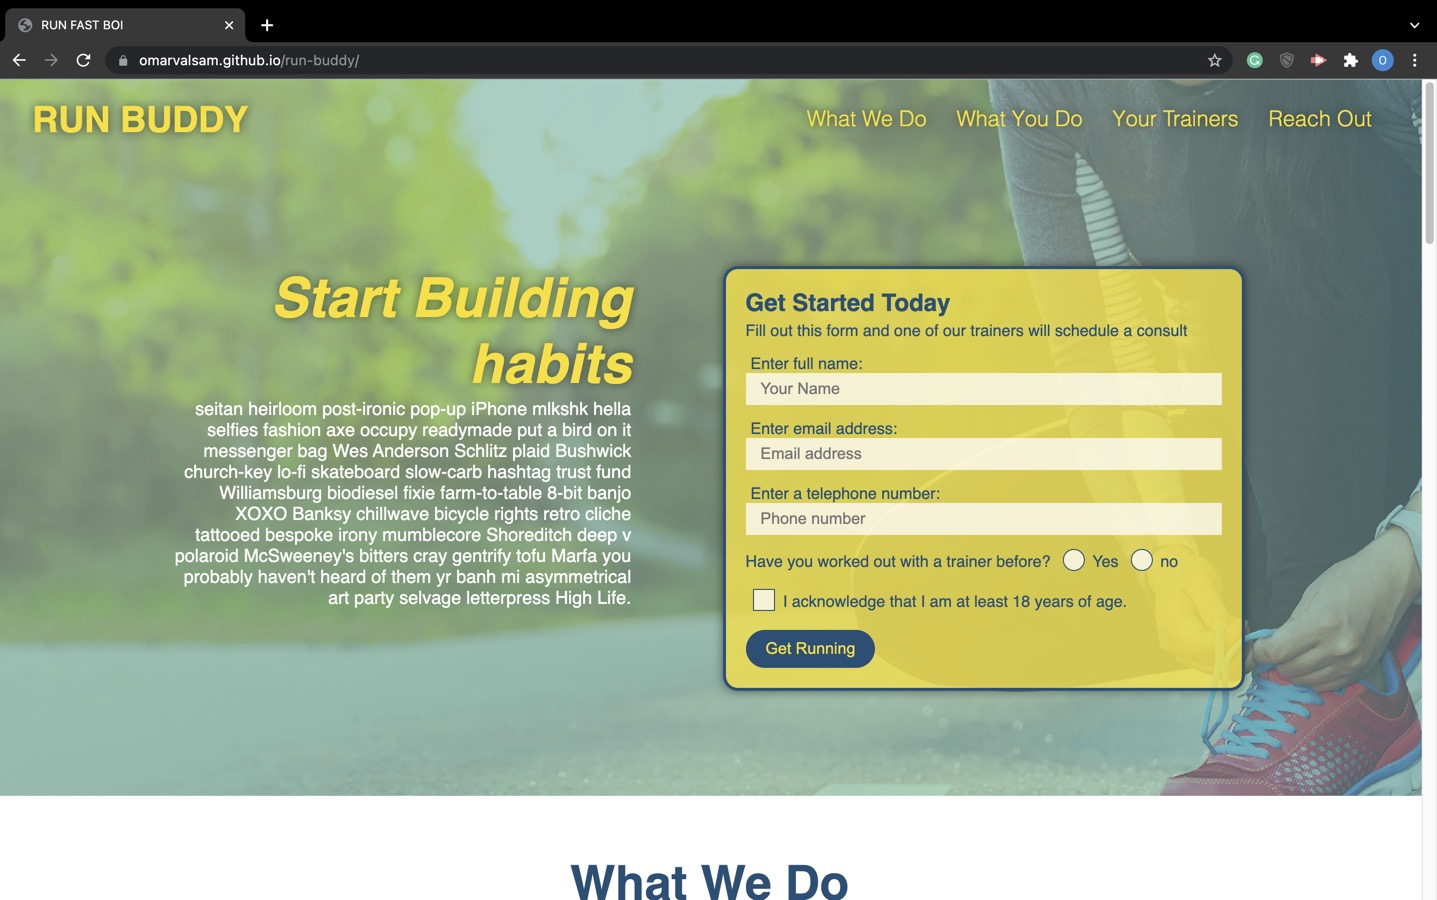 RUN FAST BOI
omarvalsam.github.io/run-buddy/
O
RUN BUDDY
What We Do What You Do Your Trainers Reach Out
Start Building
habits
seitan heirloom post-ironic pop-up iPhone mlkshk hella
selfies fashion axe occupy readymade put a bird on it
messenger bag Wes Anderson Schlitz plaid Bushwick
church-key lo-fi skateboard slow-carb hashtag trust fund
Williamsburg biodiesel fixie farm-to-table 8-bit banjo
XOXO Banksy chillwave bicycle rights retro cliche
tattooed bespoke irony mumblecore Shoreditch deep v
polaroid McSweeney's bitters cray gentrify tofu Marfa you
probably haven't heard of them yr banh mi asymmetrical
art party selvage letterpress High Life.
Get Started Today
Fill out this form and one of our trainers will schedule a consult
Enter full name:
Your Name
Enter email address:
Email address
Enter a telephone number:
Phone number
Have you worked out with a trainer before? Yes no
I acknowledge that I am at least 18 years of age.
Get Running
What We Do